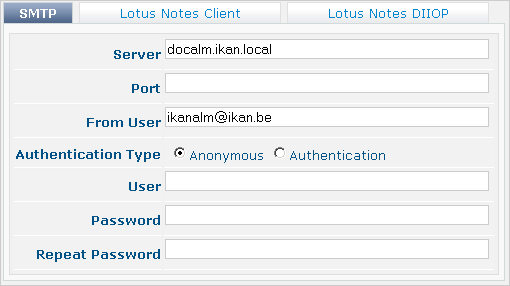 SMTP Lotus Notes Client Lotus Notes DIIOP
Server docalm.ikan.local
Port
From User ikanalm@ikan.be
Authentication Type Anonymous Authentication
User
Password
Repeat Password